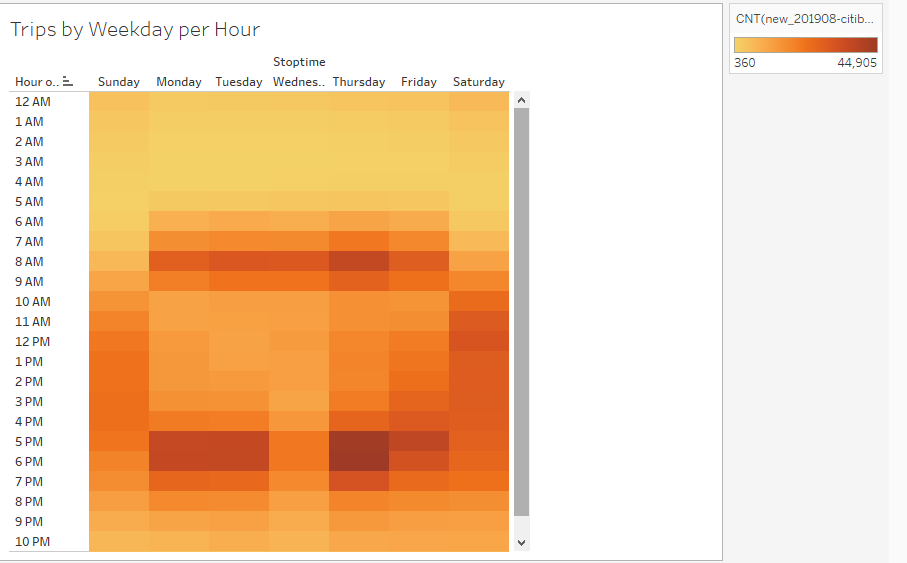 Trips by Weekday per Hour
CNT(new_201908-citib...
360 44,905
Stoptime
Hour o.. Sunday Monday Tuesday Wednes.. Thursday Friday Saturday
12 AM
1 AM
2 AM
3 AM
4 AM
5 AM
6 AM
7 AM
8 AM
9 AM
10 AM
11 AM
12 PM
1 PM
2 PM
3 PM
4 PM
5 PM
6 PM
7 PM
8 PM
9 PM
10 PM